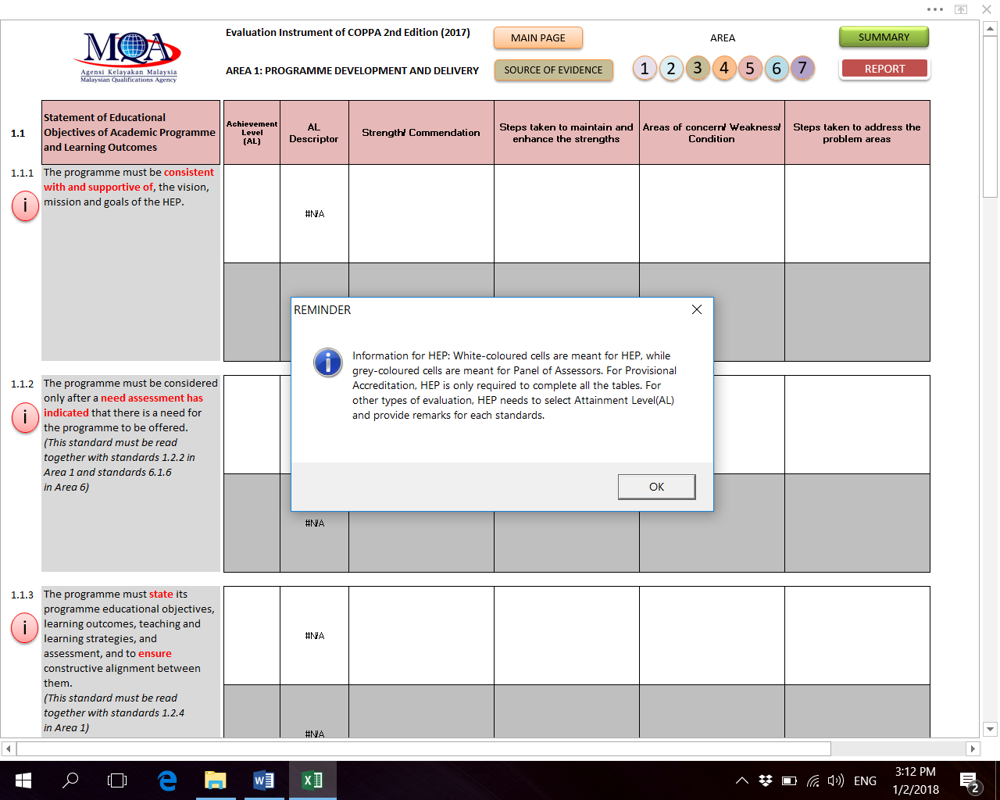 Evaluation Instrument of COPPA 2nd Edition (2017)
MAIN PAGE
AREA
SUMMARY
MQA
Agensi Kelayakan Malaysia
Malaysian Qualifications Agency
AREA 1: PROGRAMME DEVELOPMENT AND DELIVERY
SOURCE OF EVIDENCE
1 2 3 4 5 6 7
REPORT
1.1
Statement of Educational
Objectives of Academic Programme
and Learning Outcomes
Achievement
Level
(AL)
AL
Descriptor
Strength/ Commendation
Steps taken to maintain and
enhance the strengths
Areas of concern/ Weakness/
Condition
Steps taken to address the
problem areas
1.1.1
i
The programme must be consistent
with and supportive of, the vision,
mission and goals of the HEP.
#N/A
REMINDER
Information for HEP: White-coloured cells are meant for HEP, while
grey-coloured cells are meant for Panel of Assessors. For Provisional
Accreditation, HEP is only required to complete all the tables. For
other types of evaluation, HEP needs to select Attainment Level(AL)
and provide remarks for each standards.
OK
1.1.2
i
The programme must be considered
only after a need assessment has
indicated that there is a need for
the programme to be offered.
(This standard must be read
together with standards 1.2.2 in
Area 1 and standards 6.1.6
in Area 6)
#N/A
1.1.3
i
The programme must state its
programme educational objectives,
learning outcomes, teaching and
learning strategies, and
assessment, and to ensure
constructive alignment between
them.
(This standard must be read
together with standards 1.2.4
in Area 1)
#N/A
#N/A
ENG
3:12 PM
1/2/2018
2